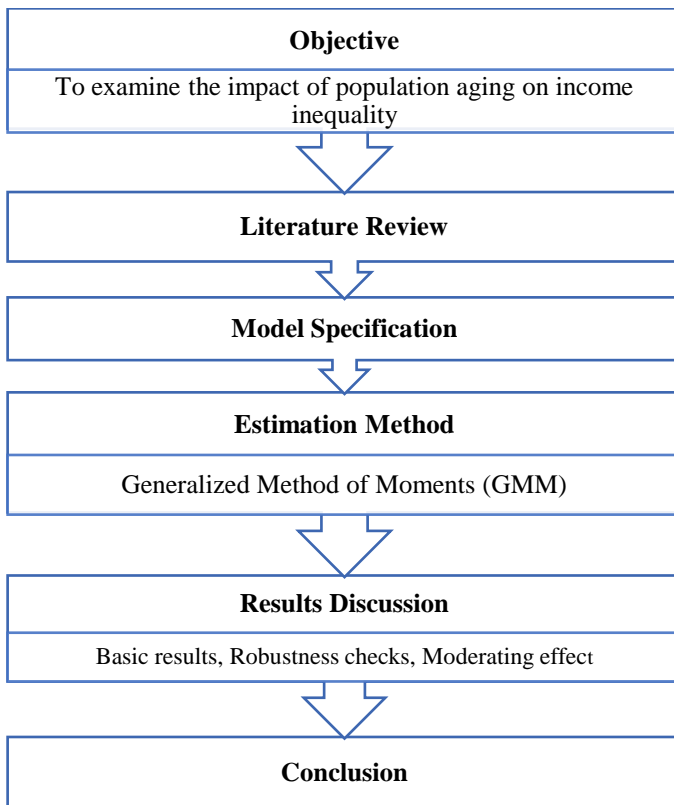 Objective
To examine the impact of population aging on income
inequality
Literature Review
Model Specification
Estimation Method
Generalized Method of Moments (GMM)
Results Discussion
Basic results, Robustness checks, Moderating effect
Conclusion